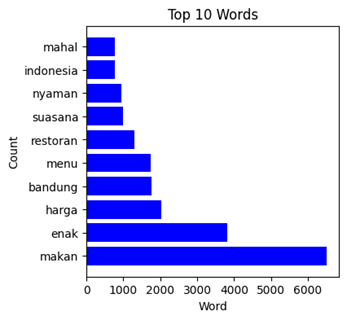 Top 10 Words
mahal
indonesia
nyaman
suasana
restoran
menu
bandung
harga
enak
makan
Count
0 1000 2000 3000 4000 5000 6000
Word